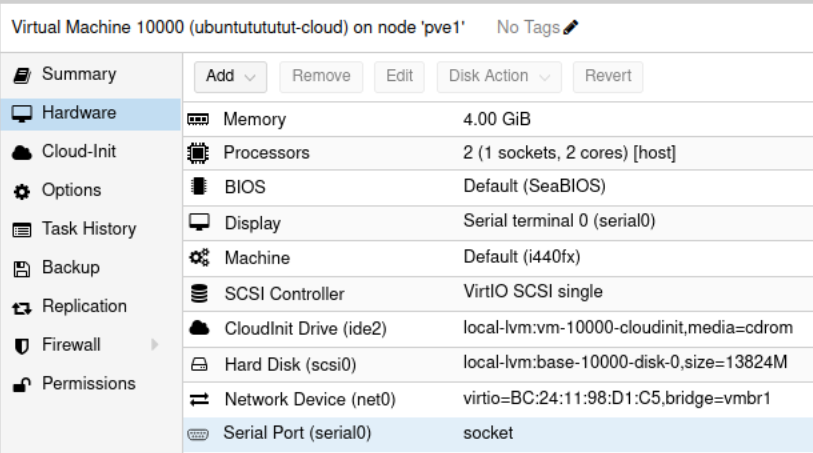 Virtual Machine 10000 (ubuntutututut-cloud) on node 'pve1' No Tags
Summary
Hardware
Cloud-Init
Options
Task History
Backup
Replication
Firewall
Permissions
Add Remove Edit Disk Action Revert
Memory 4.00 GiB
Processors 2 (1 sockets, 2 cores) [host]
BIOS Default (SeaBIOS)
Display Serial terminal 0 (serial0)
Machine Default (i440fx)
SCSI Controller VirtIO SCSI single
CloudInit Drive (ide2) local-lvm:vm-10000-cloudinit,media=cdrom
Hard Disk (scsi0) local-lvm:base-10000-disk-0,size=13824M
Network Device (net0) virtio=BC:24:11:98:D1:C5,bridge=vmbr1
Serial Port (serial0) socket